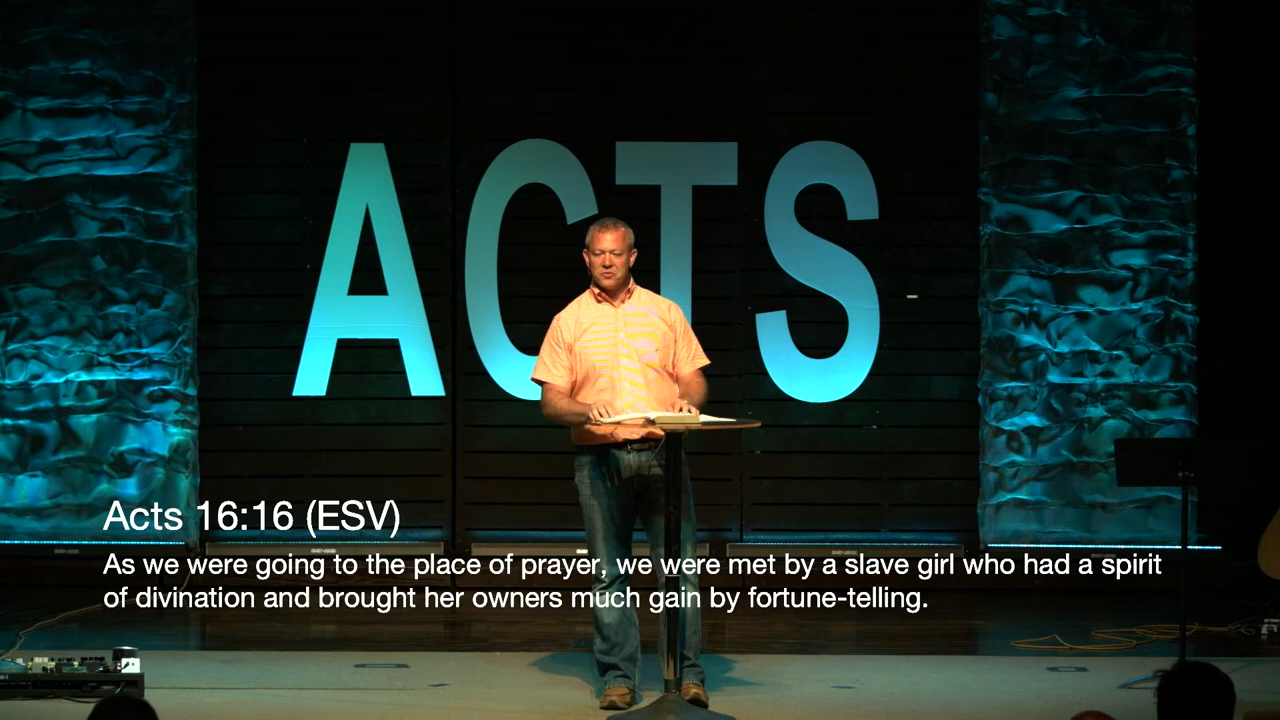 ACTS
Acts 16:16 (ESV)
As we were going to the place of prayer, we were met by a slave girl who had a spirit
of divination and brought her owners much gain by fortune-telling.